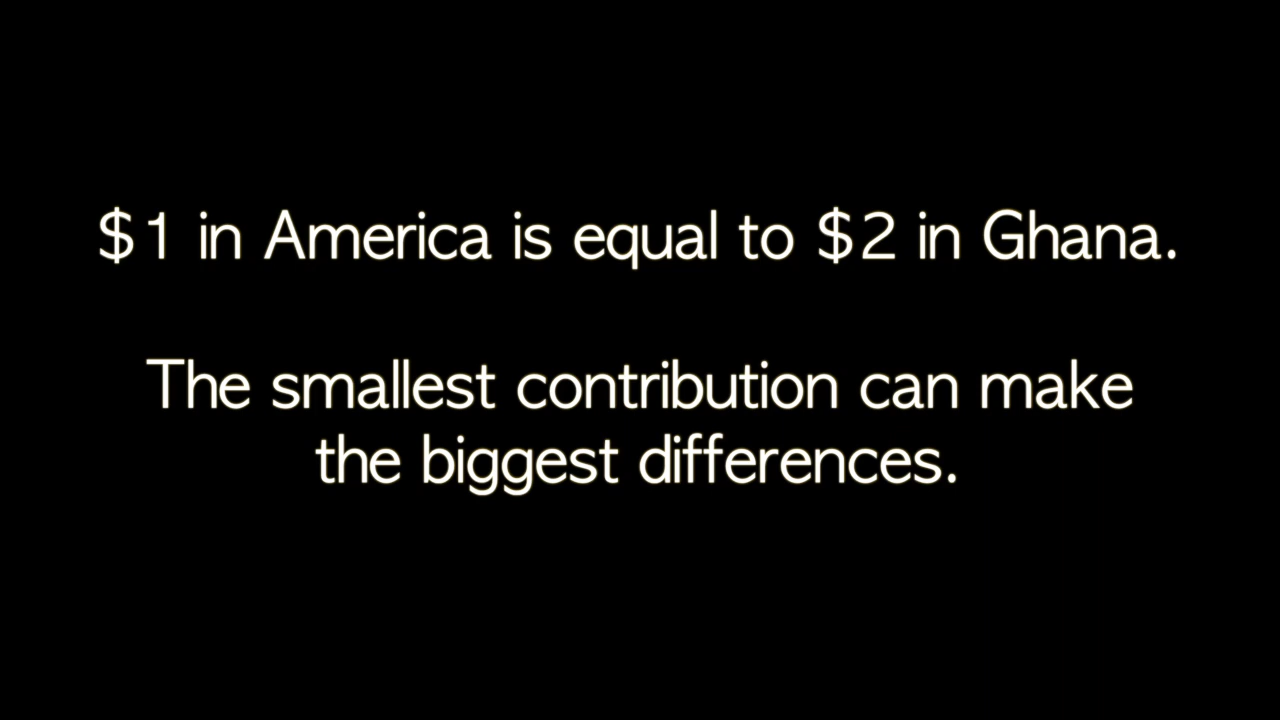 $1 in America is equal to $2 in Ghana.
The smallest contribution can make
the biggest differences.